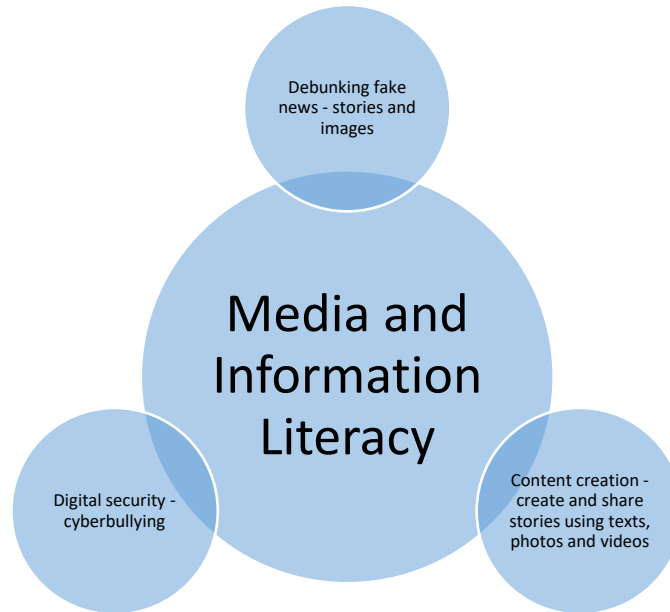 Debunking fake
news - stories and
images
Media and
Information
Literacy
Digital security -
cyberbullying
Content creation -
create and share
stories using texts,
photos and videos